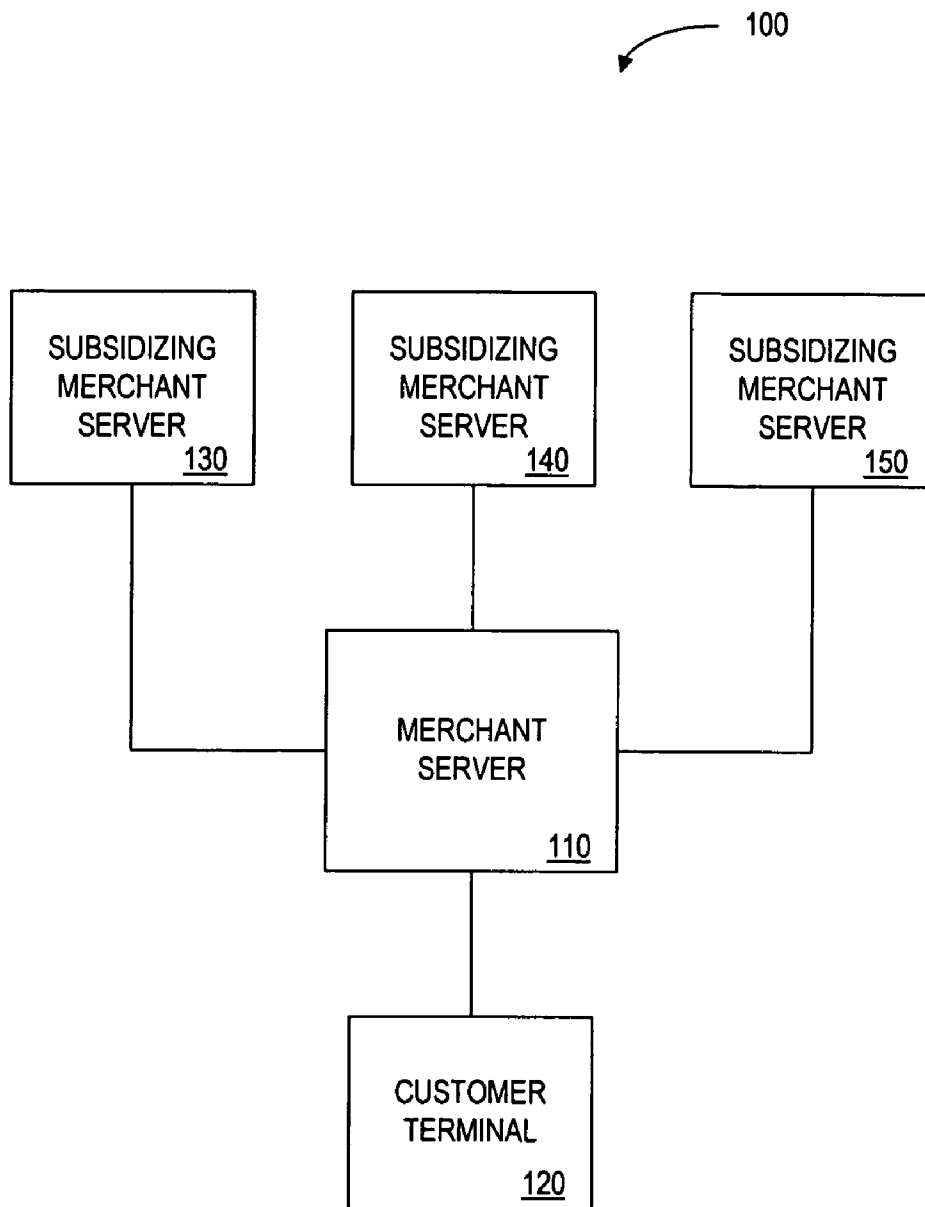 100
SUBSIDIZING
MERCHANT
SERVER
130
SUBSIDIZING
MERCHANT
SERVER
140
SUBSIDIZING
MERCHANT
SERVER
150
MERCHANT
SERVER
110
CUSTOMER
TERMINAL
120